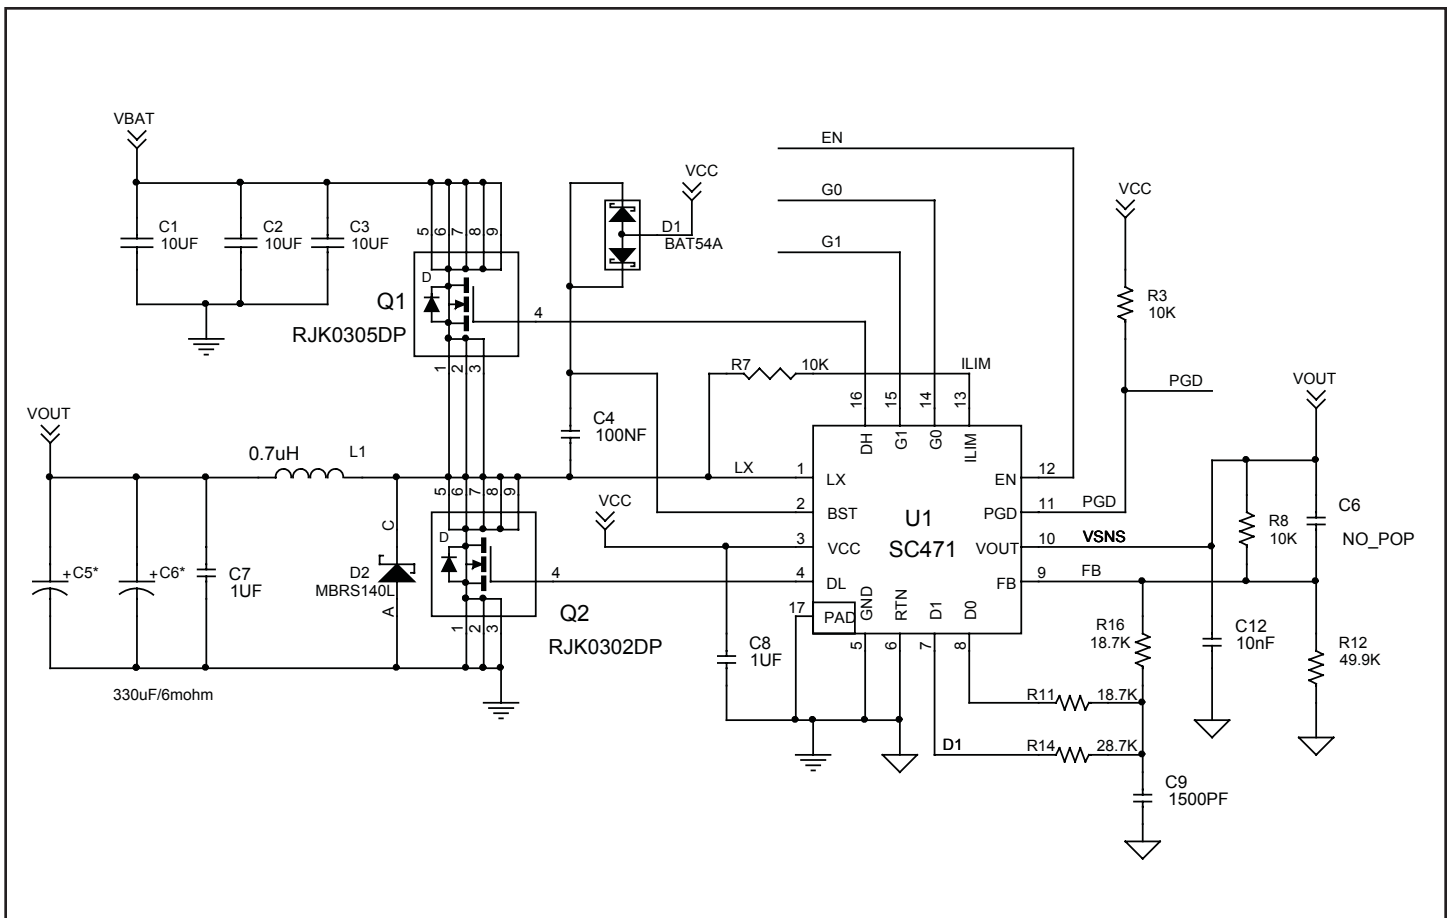 VBAT
C1
10UF
C2
10UF
C3
10UF
5
6
7
8
9
D
Q1
RJK0305DP
1
2
3
4
VCC
D1
BAT54A
EN
G0
G1
VCC
R3
10K
PGD
R7 10K
ILIM
C4
100NF
16
15
14
13
DH
G1
G0
ILIM
VOUT
0.7uH
L1
LX
1
LX
2
BST
3
VCC
4
DL
17
PAD
U1
SC471
EN
12
PGD
11
PGD
VOUT
10
VSNS
FB
9
FB
GND
RTN
D1
D0
5
6
7
8
VCC
5
6
7
8
9
D
4
Q2
RJK0302DP
1
2
3
C
D2
MBRS140L
A
+C5*
+C6*
C7
1UF
330uF/6mohm
C8
1UF
VOUT
R8
10K
C6
NO_POP
R16
18.7K
C12
10nF
R12
49.9K
R11 18.7K
D1
R14 28.7K
C9
1500PF